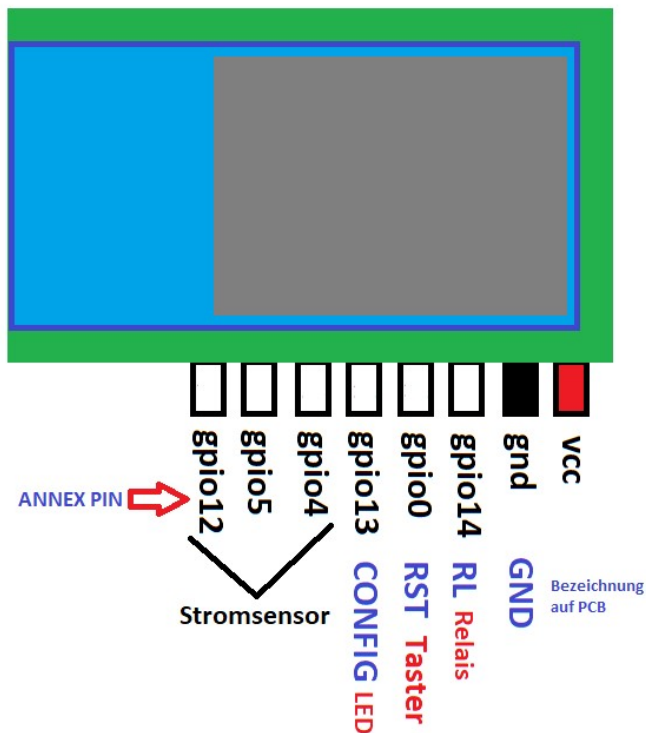 gpio12
gpio5
gpio4
gpio13
gpio0
gpio14
gnd
vcc
ANNEX PIN
Stromsensor
CONFIG LED
RST Taster
RL Relais
GND
Bezeichnung
auf PCB